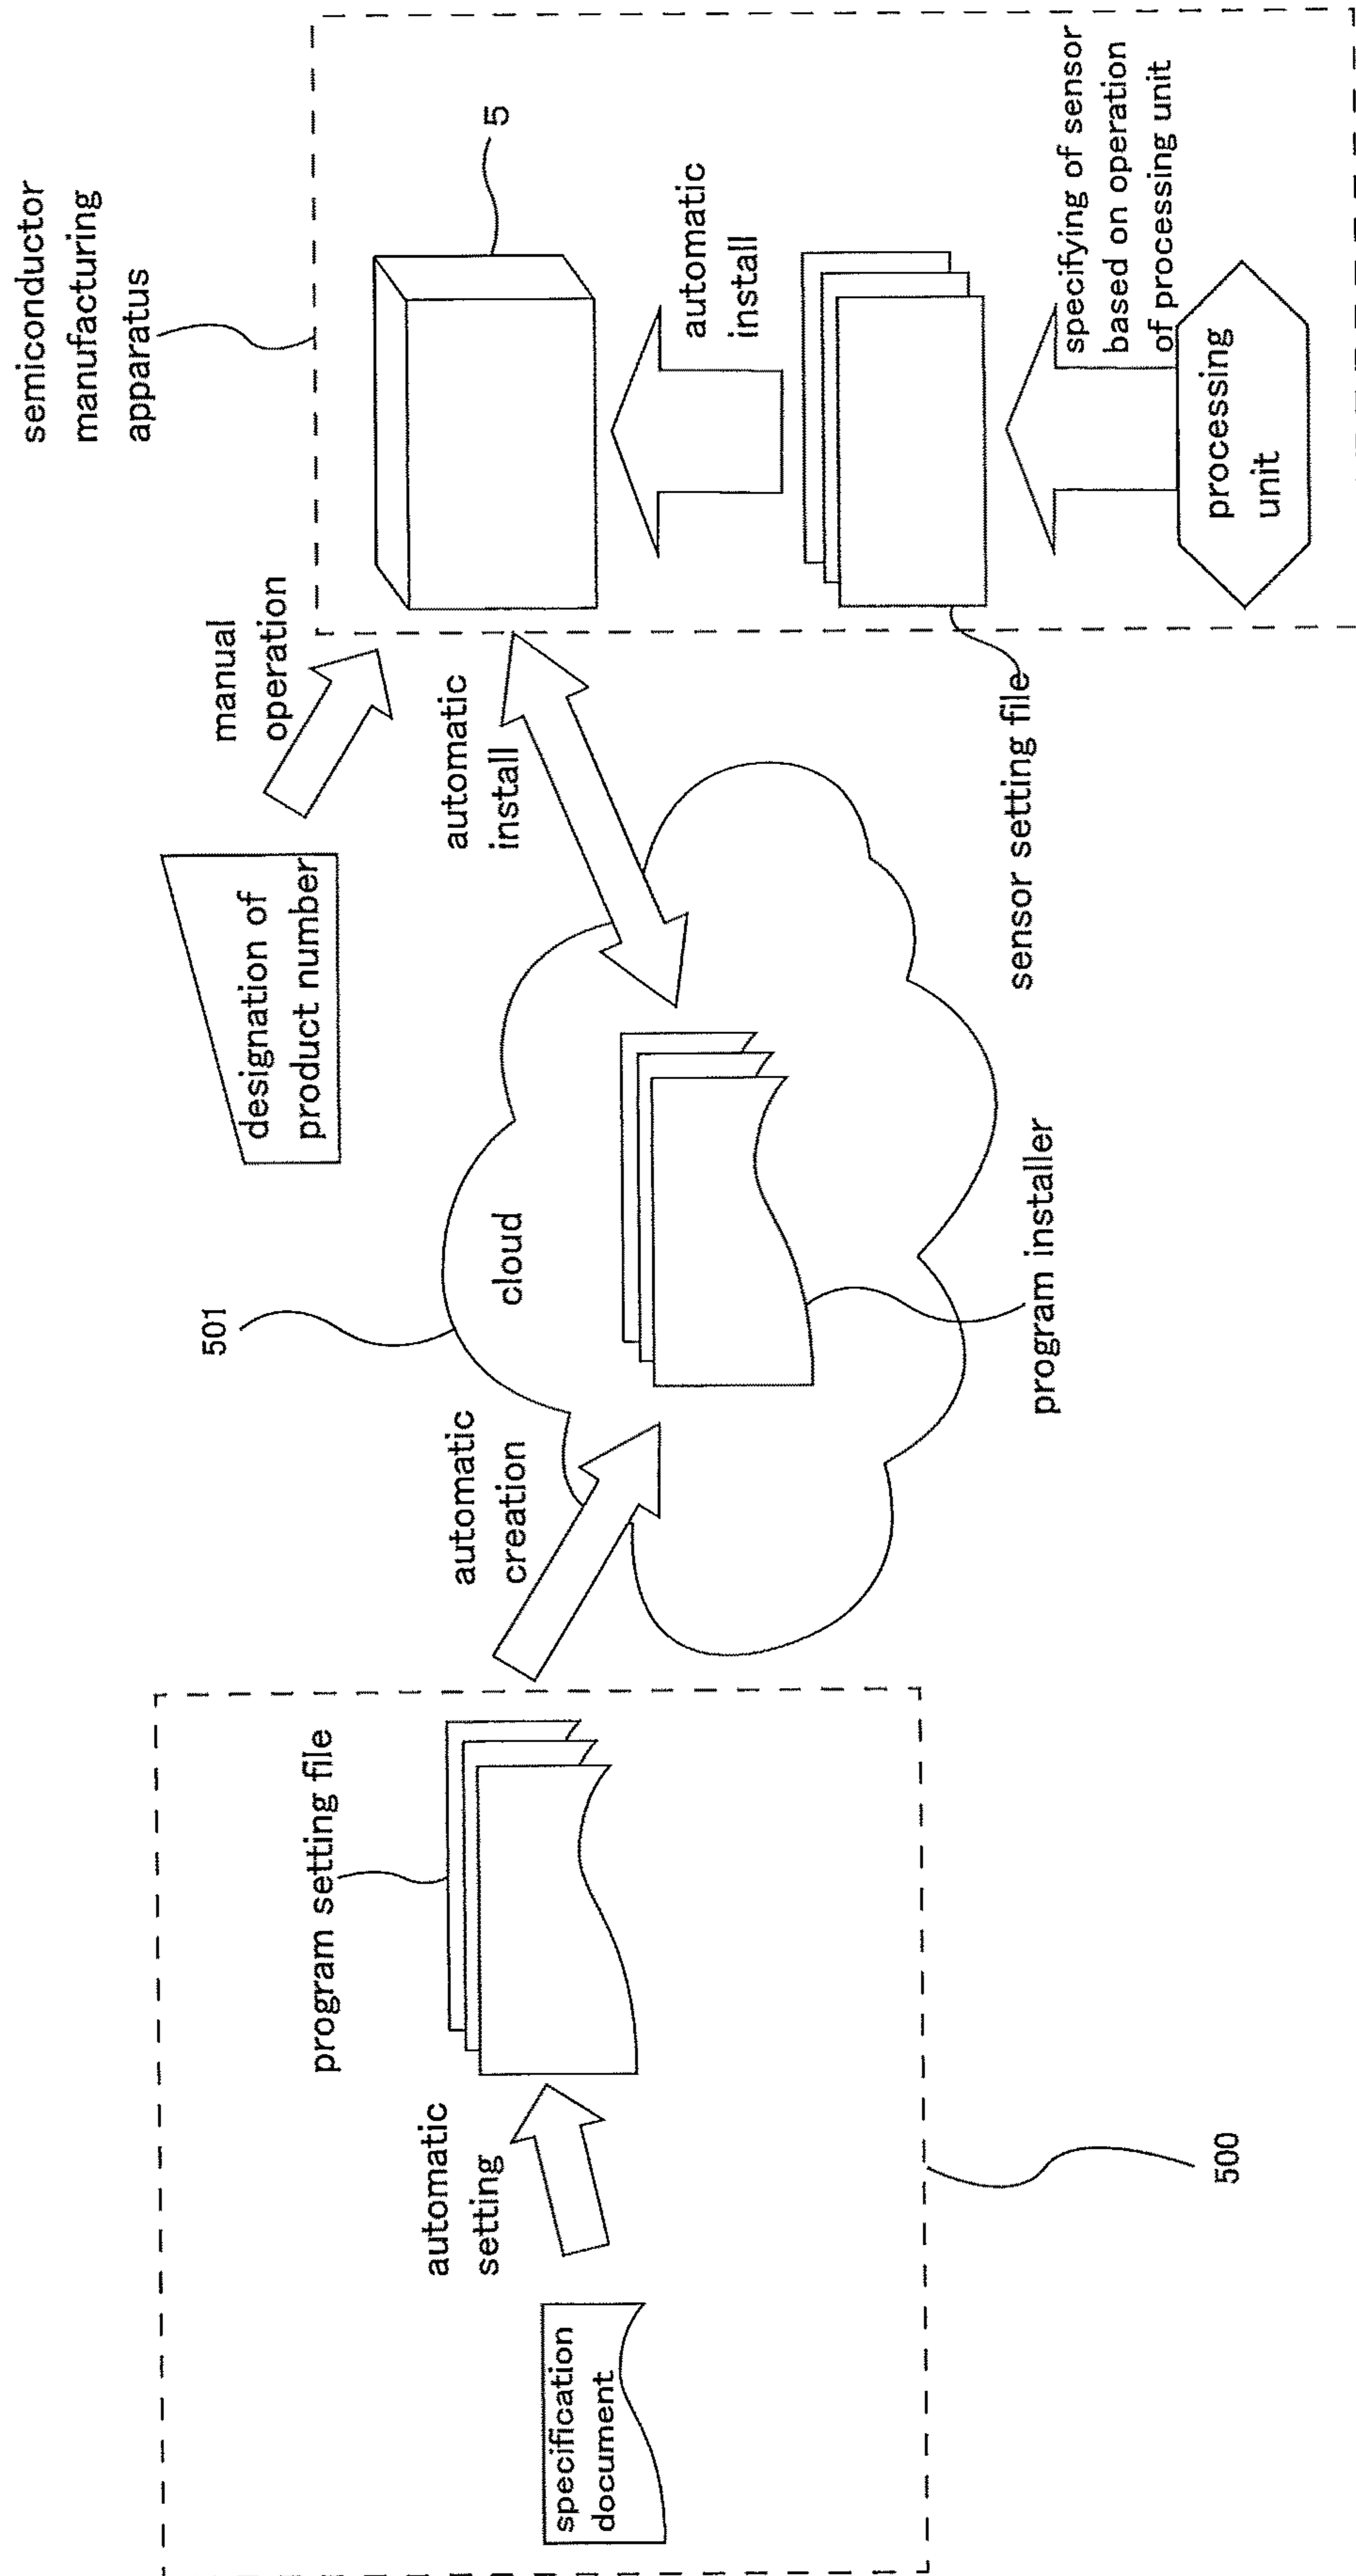 specification
document
automatic
setting
program setting file
500
automatic
creation
501
cloud
program installer
designation of
product number
manual
operation
automatic
install
semiconductor
manufacturing
apparatus
5
automatic
install
sensor setting file
specifying of sensor
based on operation
of processing unit
processing
unit